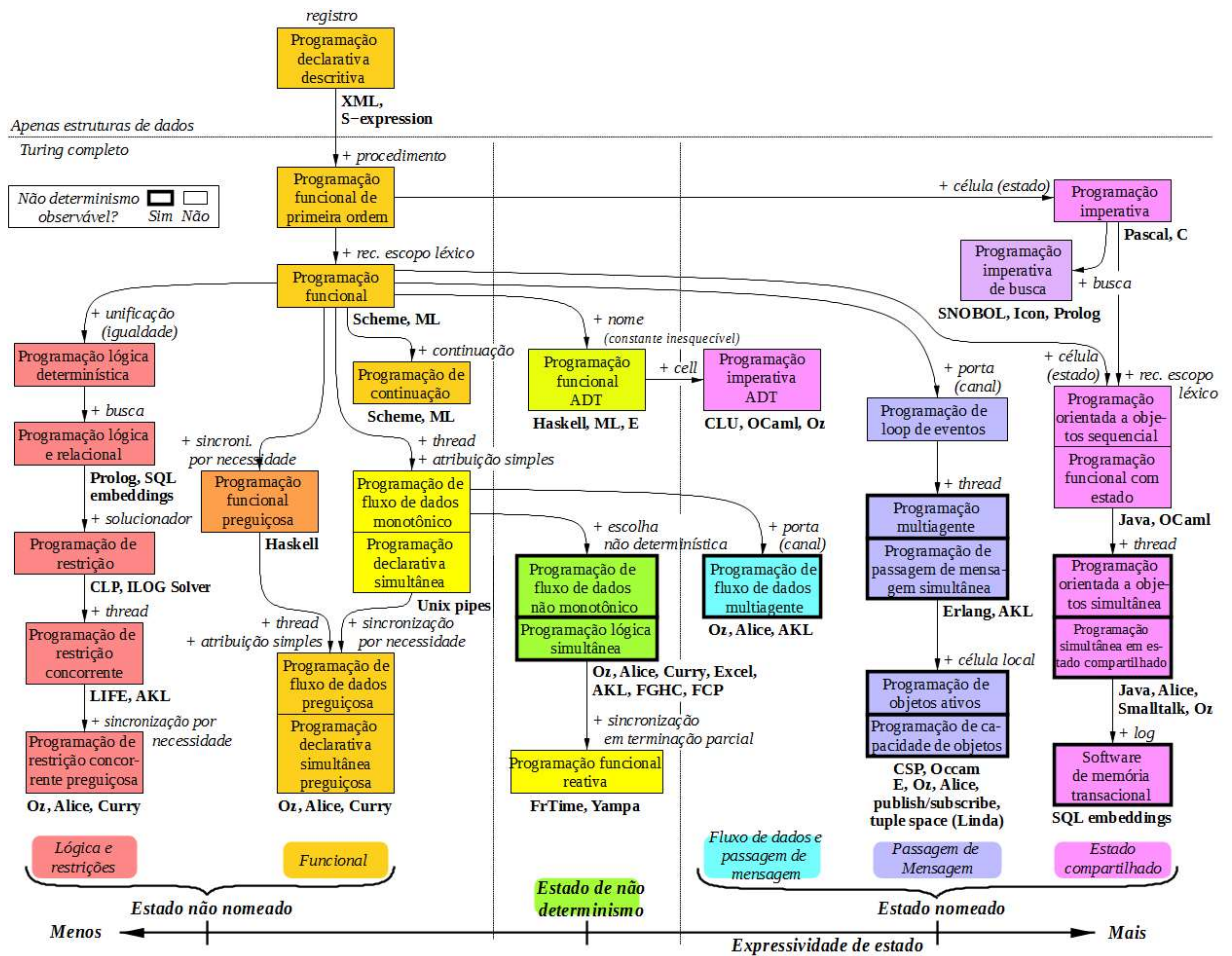 registro
Programação
declarativa
descritiva
XML,
S−expression
Apenas estruturas de dados
Turing completo
+ procedimento
Não determinismo
observável?
Sim
Não
Programação
funcional de
primeira ordem
+ célula (estado)
Programação
imperativa
Pascal, C
+ rec. escopo léxico
Programação
imperativa
de busca
+ busca
SNOBOL, Icon, Prolog
Programação
funcional
Scheme, ML
+ unificação
(igualdade)
+ nome
(constante inesquecível)
+ continuação
Programação lógica
determinística
Programação de
continuação
Scheme, ML
Programação
funcional
ADT
Haskell, ML, E
+ cell
Programação
imperativa
ADT
CLU, OCaml, Oz
+ porta
(canal)
+ célula
(estado)
+ rec. escopo
léxico
+ busca
Programação lógica
e relacional
Prolog, SQL
embeddings
+ sincroni.
por necessidade
+ thread
+ atribuição simples
Programação de
loop de eventos
Programação
orientada a obje-
tos sequencial
Programação
funcional com
estado
Java, OCaml
Programação
funcional
preguiçosa
Haskell
Programação de
fluxo de dados
monotônico
Programação
declarativa
simultânea
Unix pipes
+ thread
Programação
multiagente
Programação de
passagem de mensa-
gem simultânea
Erlang, AKL
+ solucionador
Programação de
restrição
CLP, ILOG Solver
+ escolha
não determinística
+ porta
(canal)
+ thread
Programação de
fluxo de dados
não monotônico
Programação lógica
simultânea
Oz, Alice, Curry, Excel,
AKL, FGHC, FCP
Programação de
fluxo de dados
multiagente
Oz, Alice, AKL
Programação
orientada a obje-
tos simultânea
Programação
simultânea em es-
tado compartilhado
Java, Alice,
Smalltalk, Oz
+ thread
Programação de
restrição
concorrente
LIFE, AKL
+ thread
+ atribuição simples
+ sincronização
por necessidade
+ célula local
Programação de
fluxo de dados
preguiçosa
Programação
declarativa
simultânea
preguiçosa
Oz, Alice, Curry
Programação de
objetos ativos
Programação de ca-
pacidade de objetos
CSP, Occam
E, Oz, Alice,
publish/subscribe,
tuple space (Linda)
+ sincronização por
necessidade
Programação de
restrição concor-
rente preguiçosa
Oz, Alice, Curry
+ sincronização
em terminação parcial
Programação funcional
reativa
FrTime, Yampa
+ log
Software
de memória
transacional
SQL embeddings
Lógica e
restrições
Funcional
Fluxo de dados e
passagem de
mensagem
Passagem de
Mensagem
Estado
compartilhado
Estado não nomeado
Estado de não
determinismo
Estado nomeado
Menos
Expressividade de estado
Mais